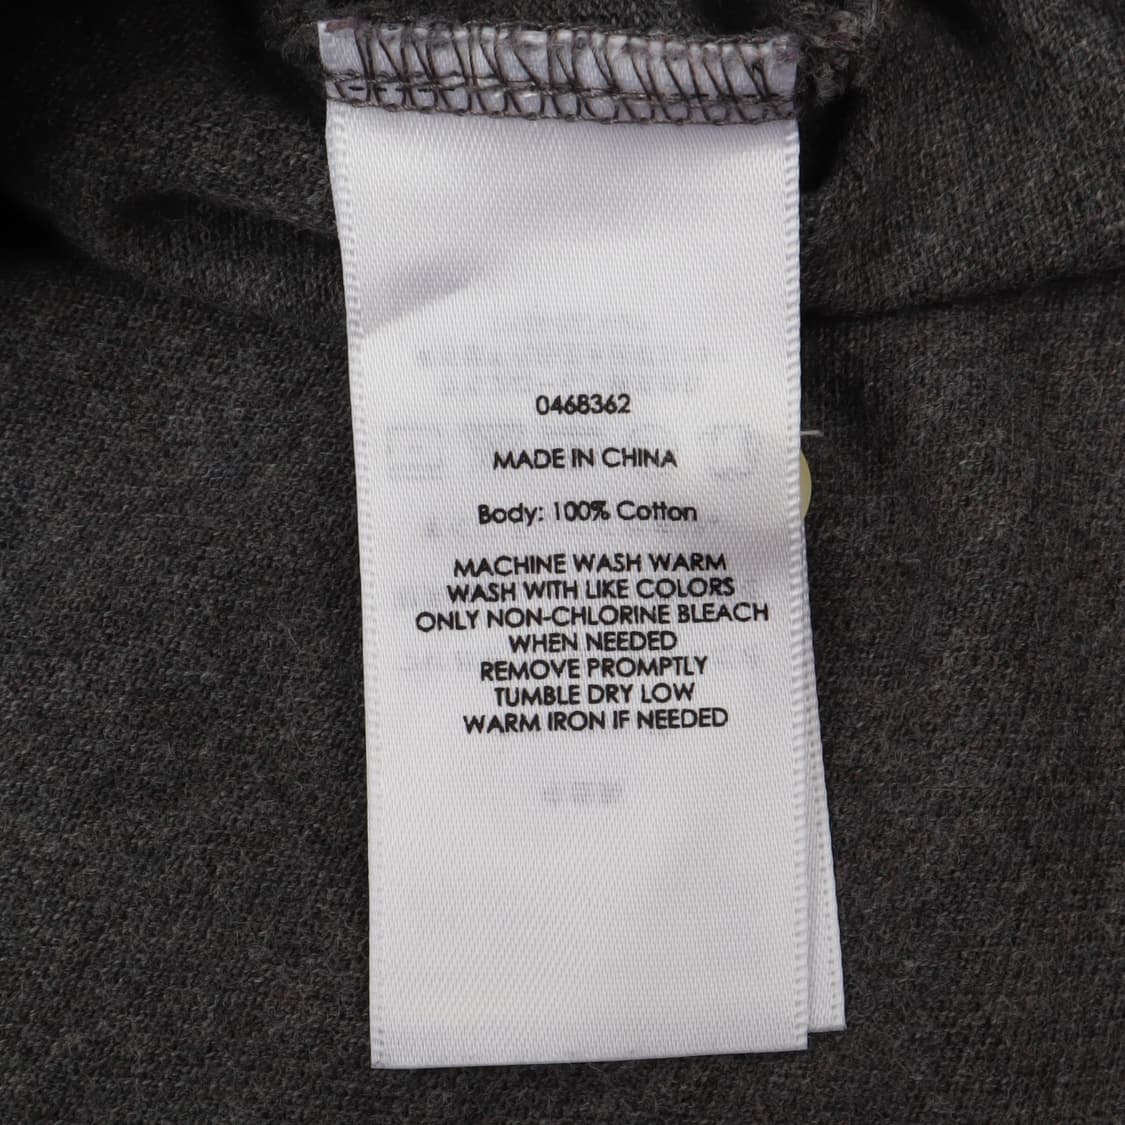 0468362
MADE IN CHINA
Body: 100% Cotton
MACHINE WASH WARM
WASH WITH LIKE COLORS
ONLY NON-CHLORINE BLEACH
WHEN NEEDED
REMOVE PROMPTLY
TUMBLE DRY LOW
WARM IRON IF NEEDED